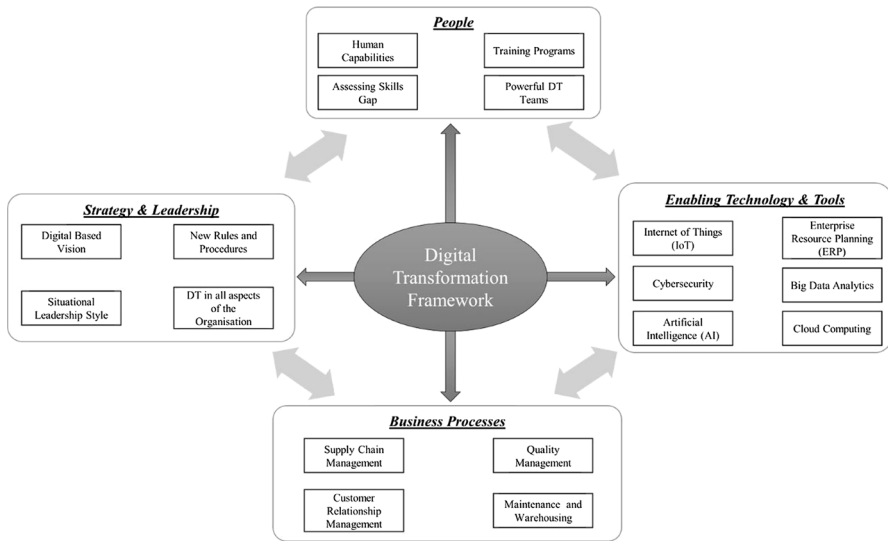 People
Human
Capabilities
Training Programs
Assessing Skills
Gap
Powerful DT
Teams
Strategy & Leadership
Digital Based
Vision
New Rules and
Procedures
Situational
Leadership Style
DT in all aspects
of the
Organisation
Digital
Transformation
Framework
Enabling Technology & Tools
Internet of Things
(IoT)
Enterprise
Resource Planning
(ERP)
Cybersecurity
Big Data Analytics
Artificial
Intelligence (AI)
Cloud Computing
Business Processes
Supply Chain
Management
Quality
Management
Customer
Relationship
Management
Maintenance and
Warehousing